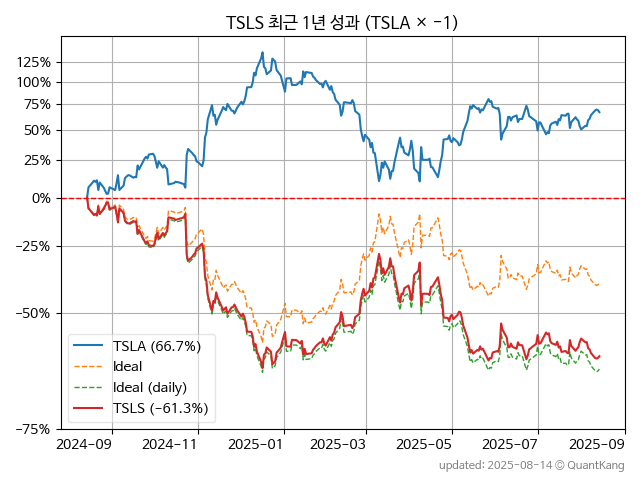 TSLS 최근 1년 성과 (TSLA × −1)
125%
100%
75%
50%
25%
0%
−25%
−50%
−75%
TSLA (66.7%)
Ideal
Ideal (daily)
TSLS (−61.3%)
2024−09
2024−11
2025−01
2025−03
2025−05
2025−07
2025−09
updated: 2025−08−14 © QuantKang